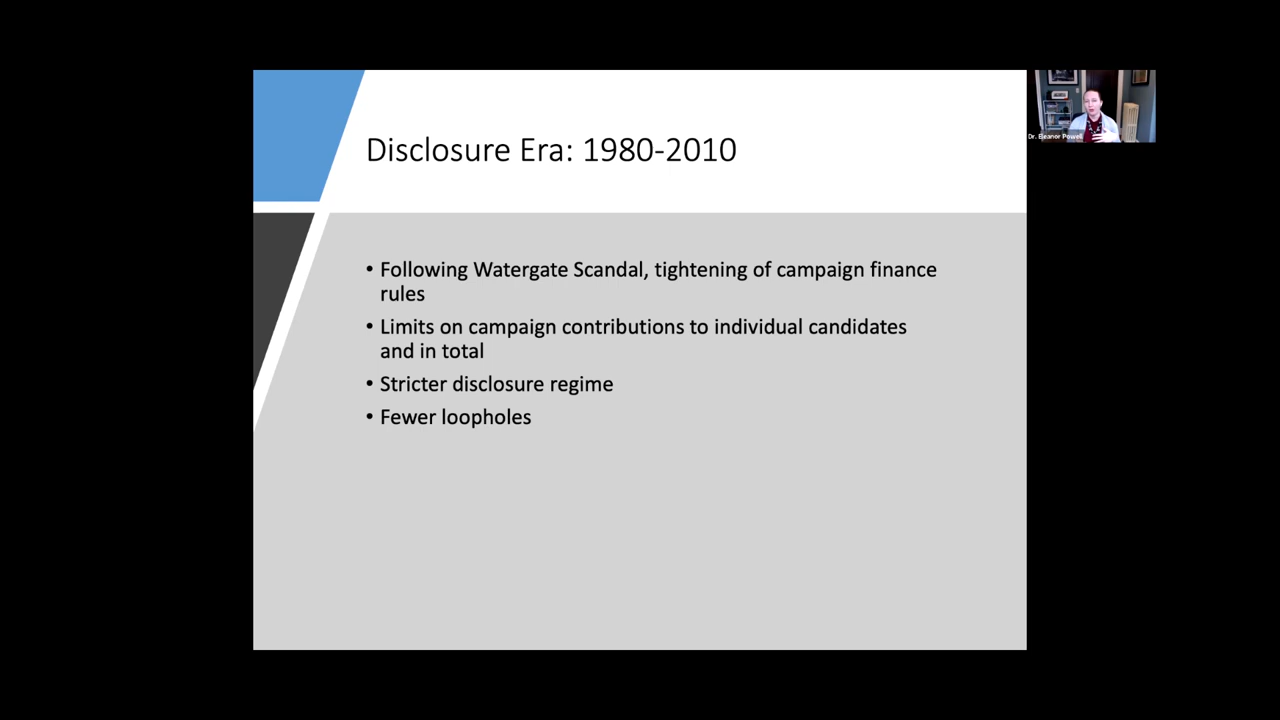 Disclosure Era: 1980-2010
• Following Watergate Scandal, tightening of campaign finance
rules
• Limits on campaign contributions to individual candidates
and in total
• Stricter disclosure regime
• Fewer loopholes
Dr. Eleanor Powell